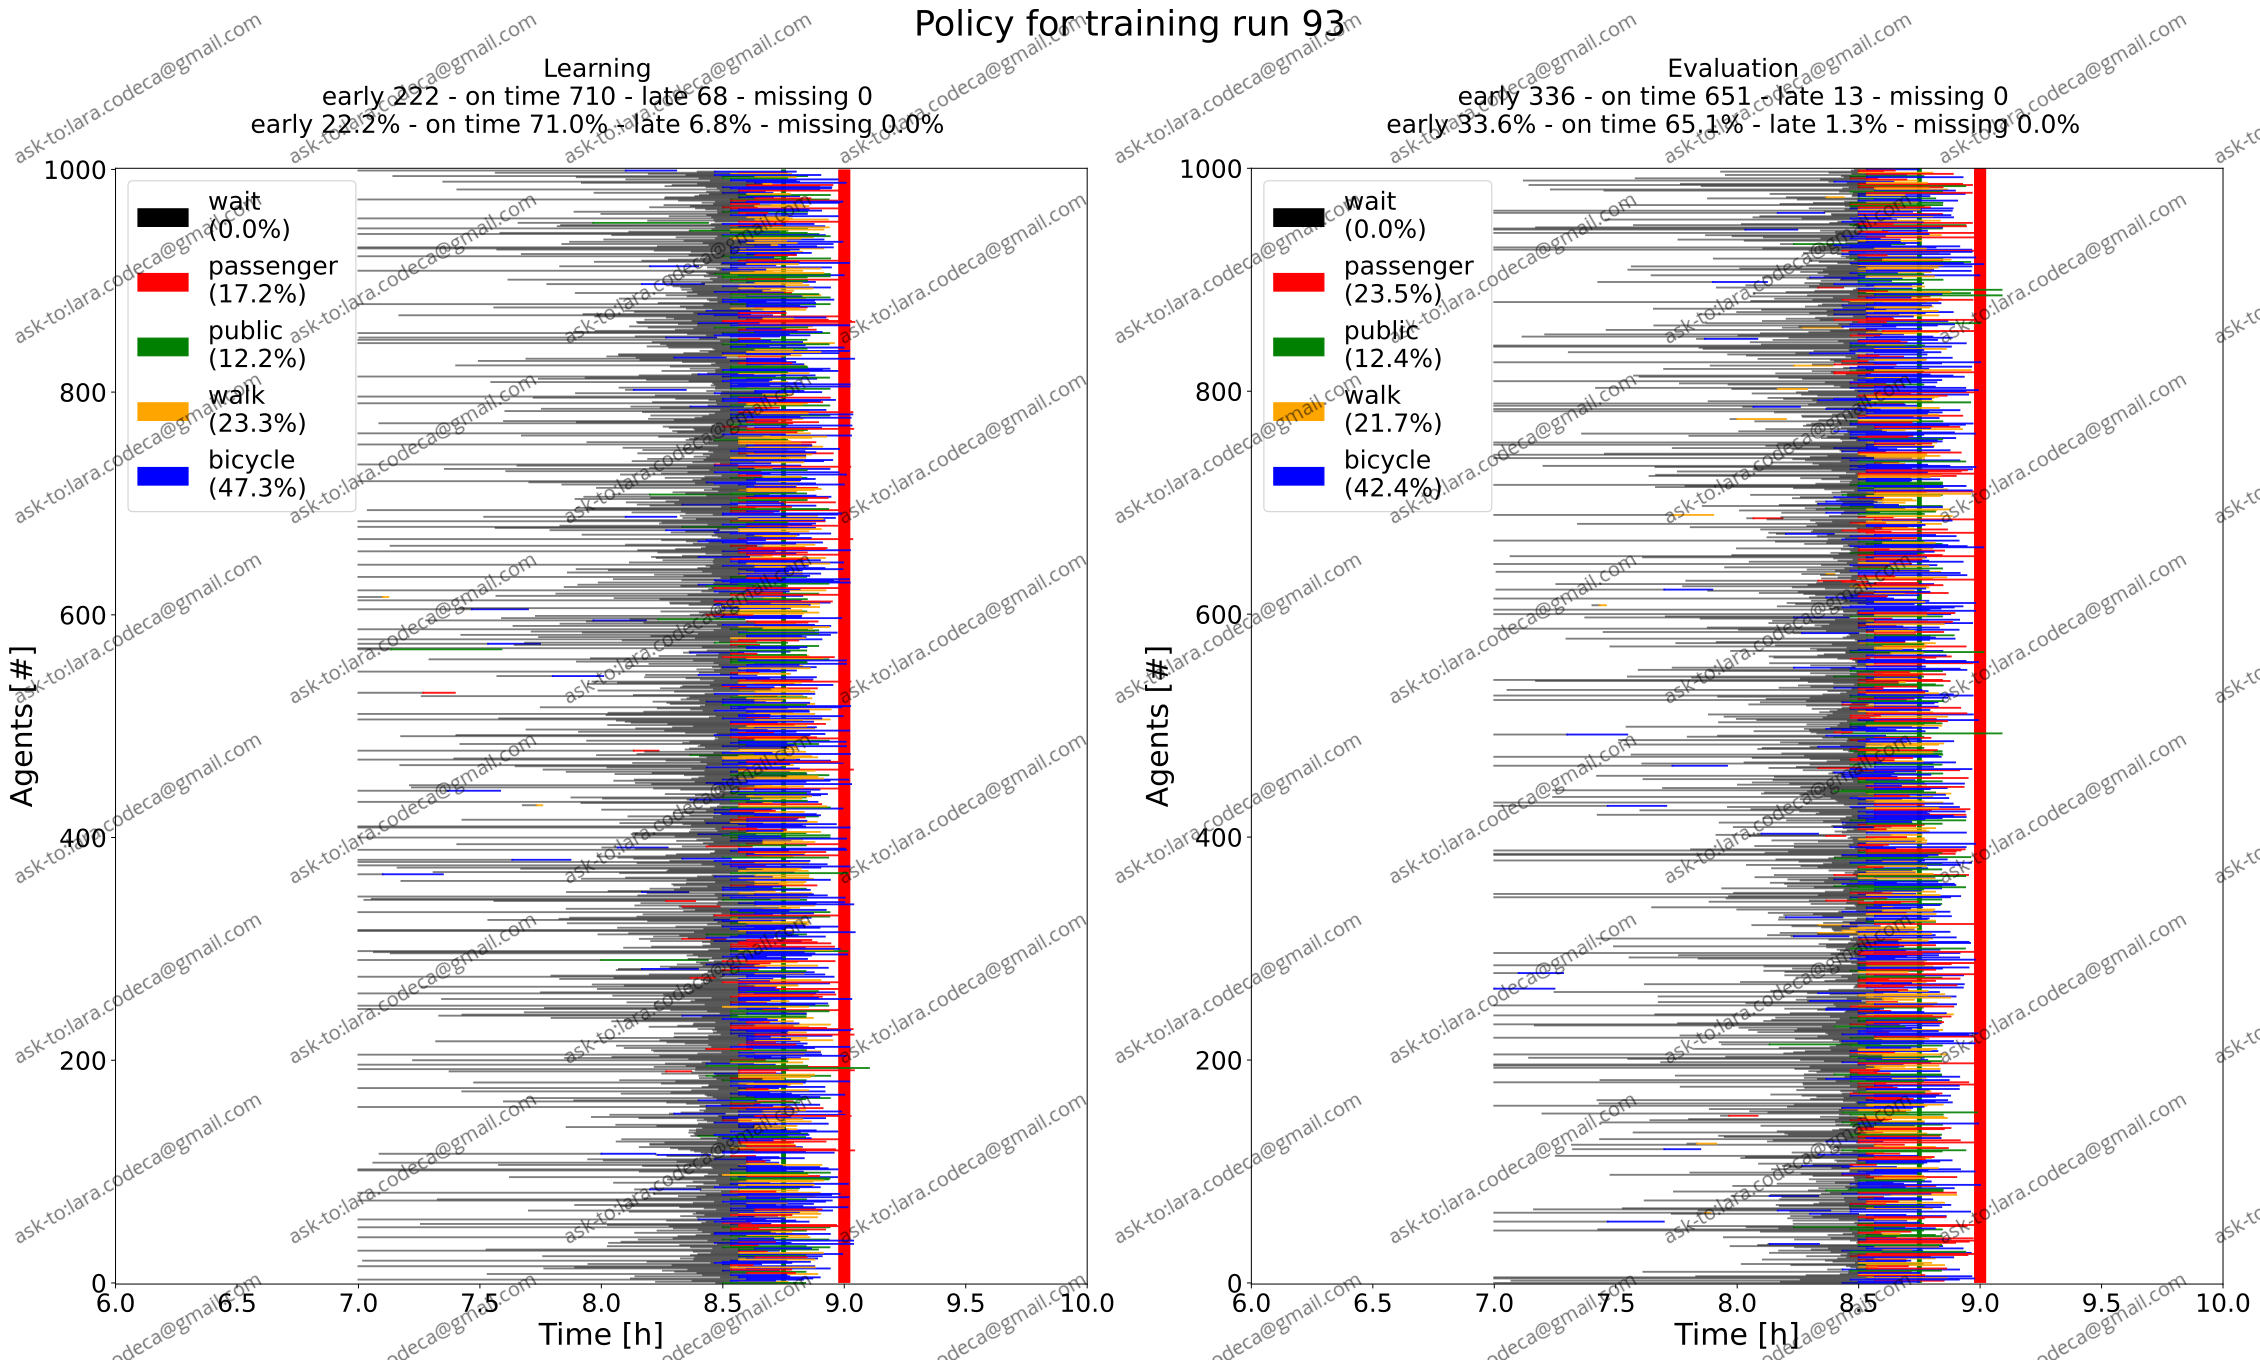 Policy for training run 93
Learning
early 222 - on time 710 - late 68 - missing 0
early 22.2% - on time 71.0% - late 6.8% - missing 0.0%
1000
800
600
400
200
0
Agents [#]
wait
(0.0%)
passenger
(17.2%)
public
(12.2%)
walk
(23.3%)
bicycle
(47.3%)
6.0 6.5 7.0 7.5 8.0 8.5 9.0 9.5 10.0
Time [h]
Evaluation
early 336 - on time 651 - late 13 - missing 0
early 33.6% - on time 65.1% - late 1.3% - missing 0.0%
1000
800
600
400
200
0
Agents [#]
wait
(0.0%)
passenger
(23.5%)
public
(12.4%)
walk
(21.7%)
bicycle
(42.4%)
6.0 6.5 7.0 7.5 8.0 8.5 9.0 9.5 10.0
Time [h]
ask-to:lara.codeca@gmail.com